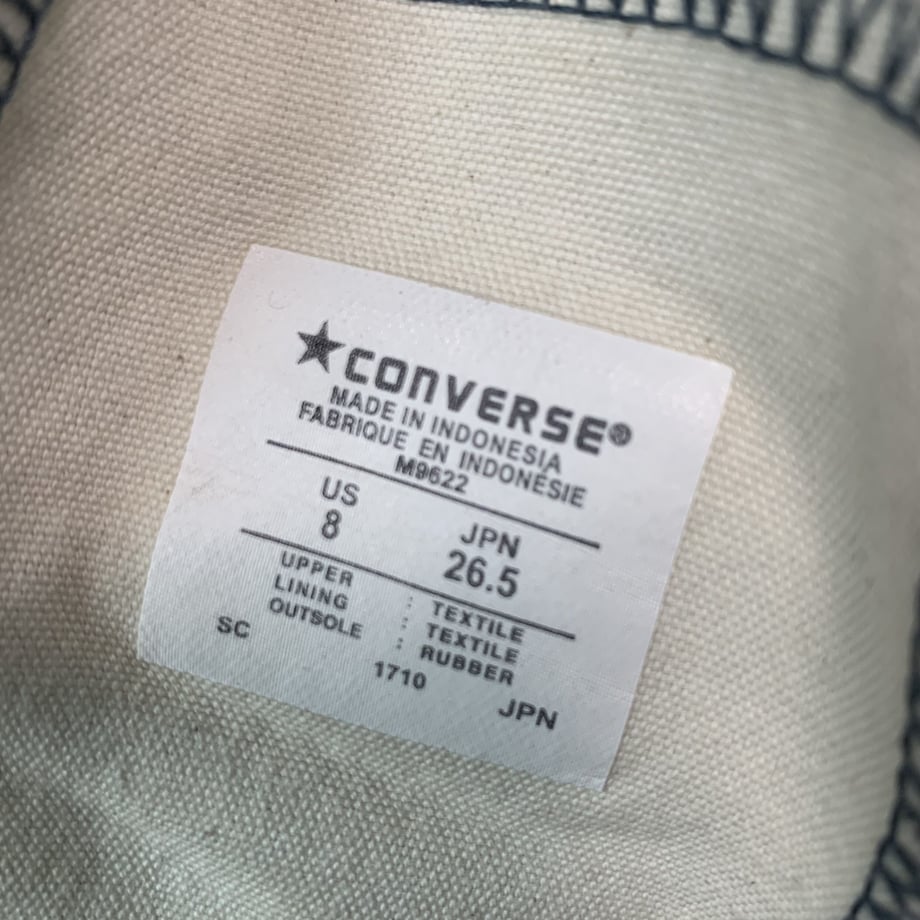 ★CONVERSE®
MADE IN INDONESIA
FABRIQUE EN INDONÉSIE
M9622
US JPN
8 26.5
UPPER : TEXTILE
LINING : TEXTILE
OUTSOLE : RUBBER
SC 1710 JPN